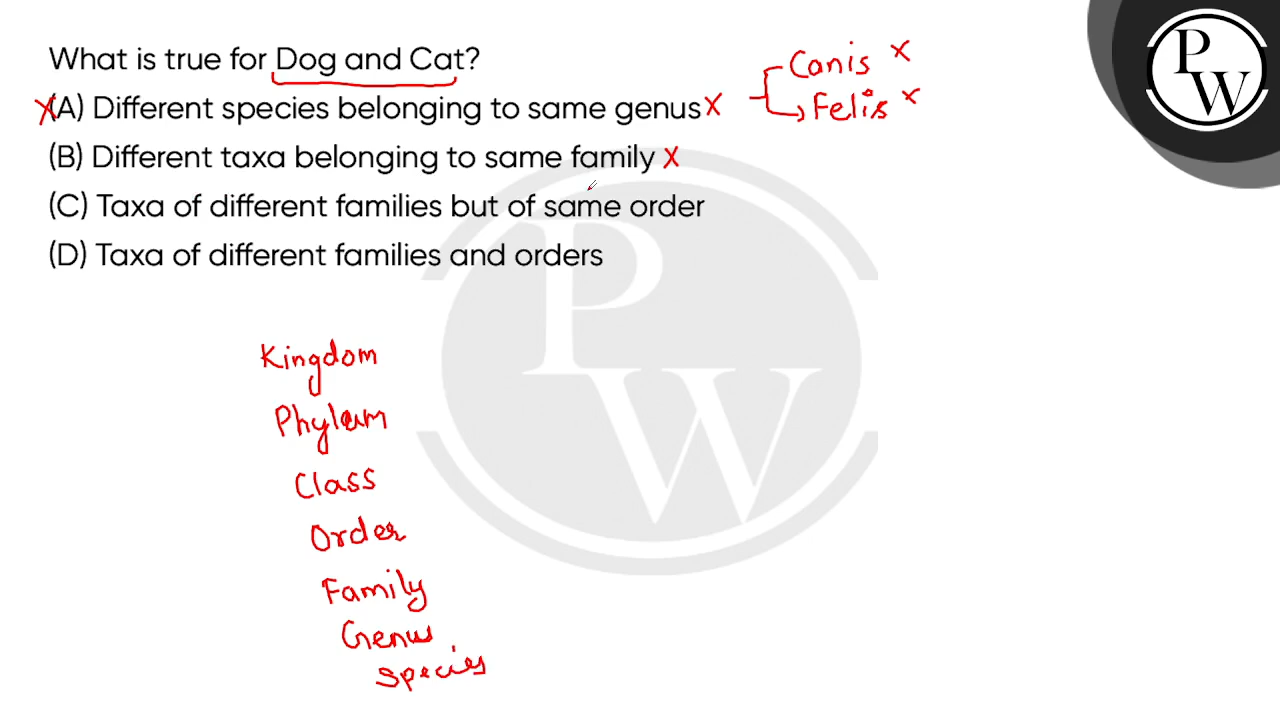 What is true for Dog and Cat?
(A) Different species belonging to same genus X
(B) Different taxa belonging to same family X
(C) Taxa of different families but of same order
(D) Taxa of different families and orders
Canis x
Felis x
Kingdom
Phylum
Class
Order
Family
Genus
Species
P
W
P
W